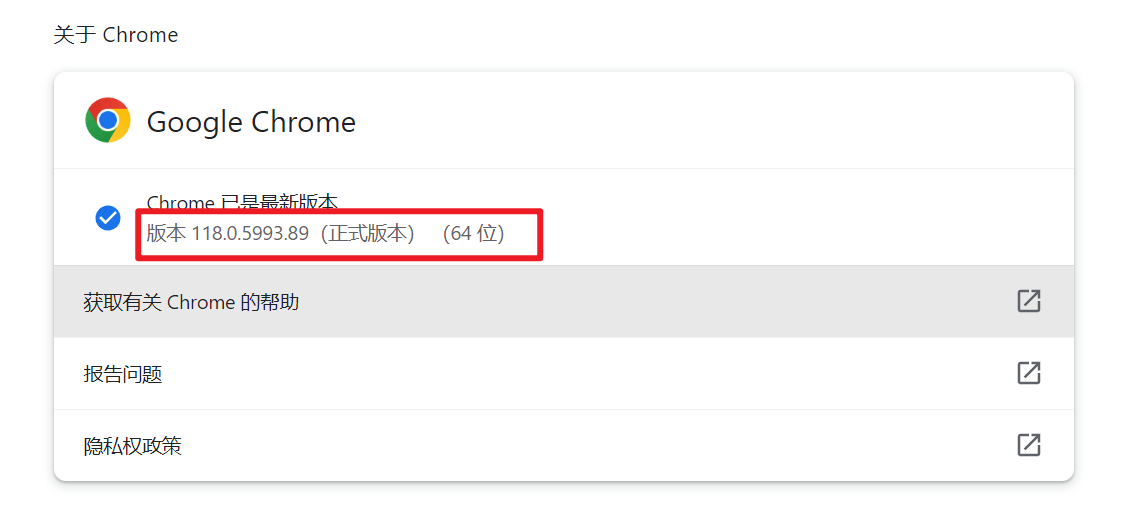 关于 Chrome
Google Chrome
Chrome 已是最新版本
版本 118.0.5993.89（正式版本） （64 位）
获取有关 Chrome 的帮助
报告问题
隐私权政策